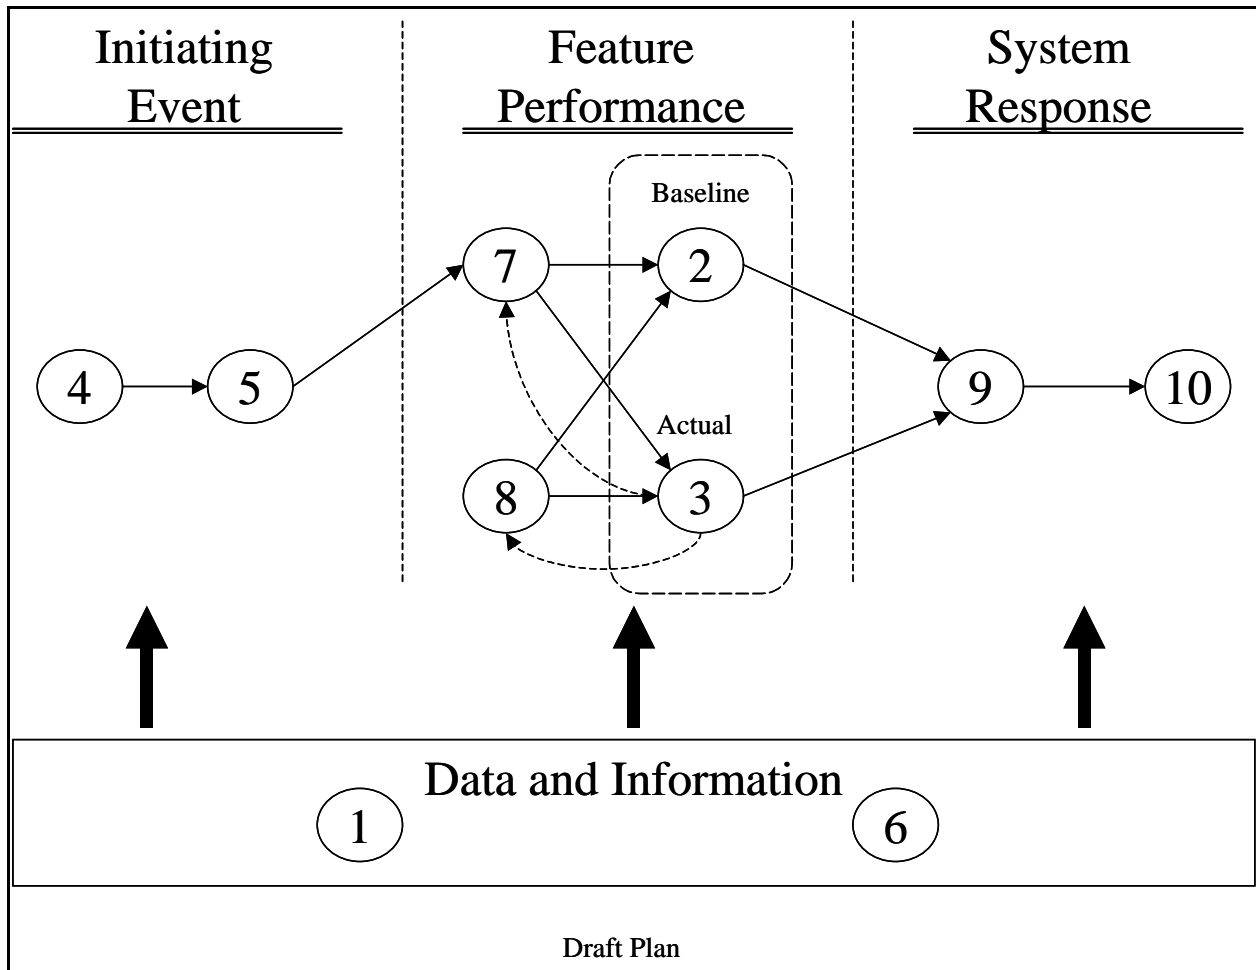 Initiating
Event
Feature
Performance
System
Response
Baseline
7
2
4
5
9
10
Actual
8
3
Data and Information
1
6
Draft Plan